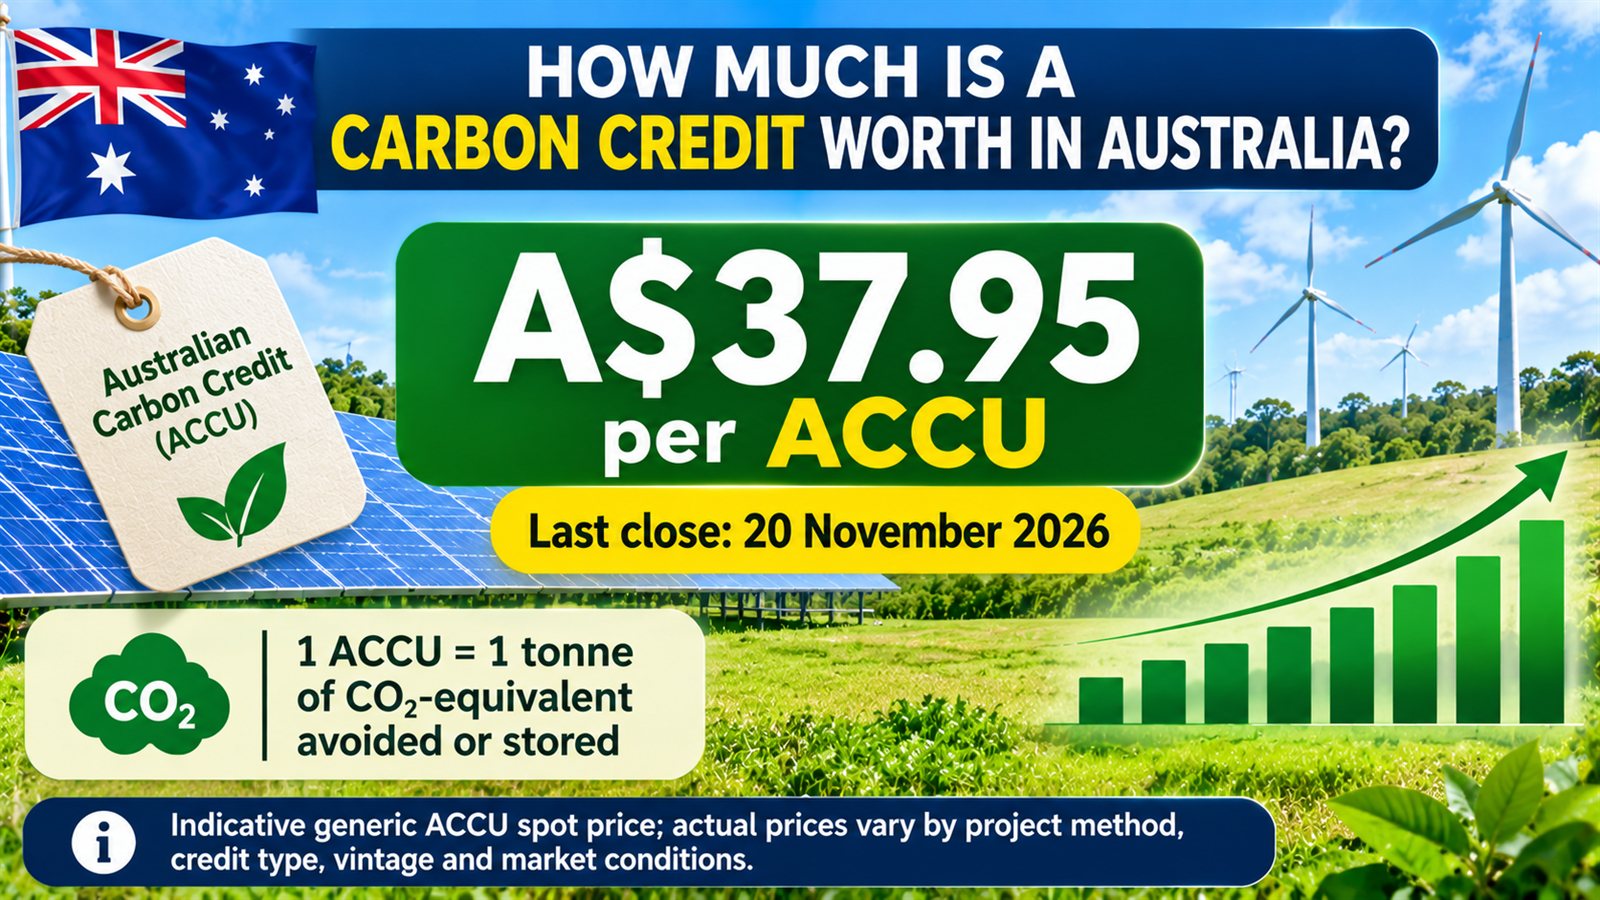 HOW MUCH IS A
CARBON CREDIT WORTH IN AUSTRALIA?
A$37.95
per ACCU
Last close: 20 November 2026
Australian
Carbon Credit
(ACCU)
CO₂
1 ACCU = 1 tonne
of CO₂-equivalent
avoided or stored
i
Indicative generic ACCU spot price; actual prices vary by project method,
credit type, vintage and market conditions.